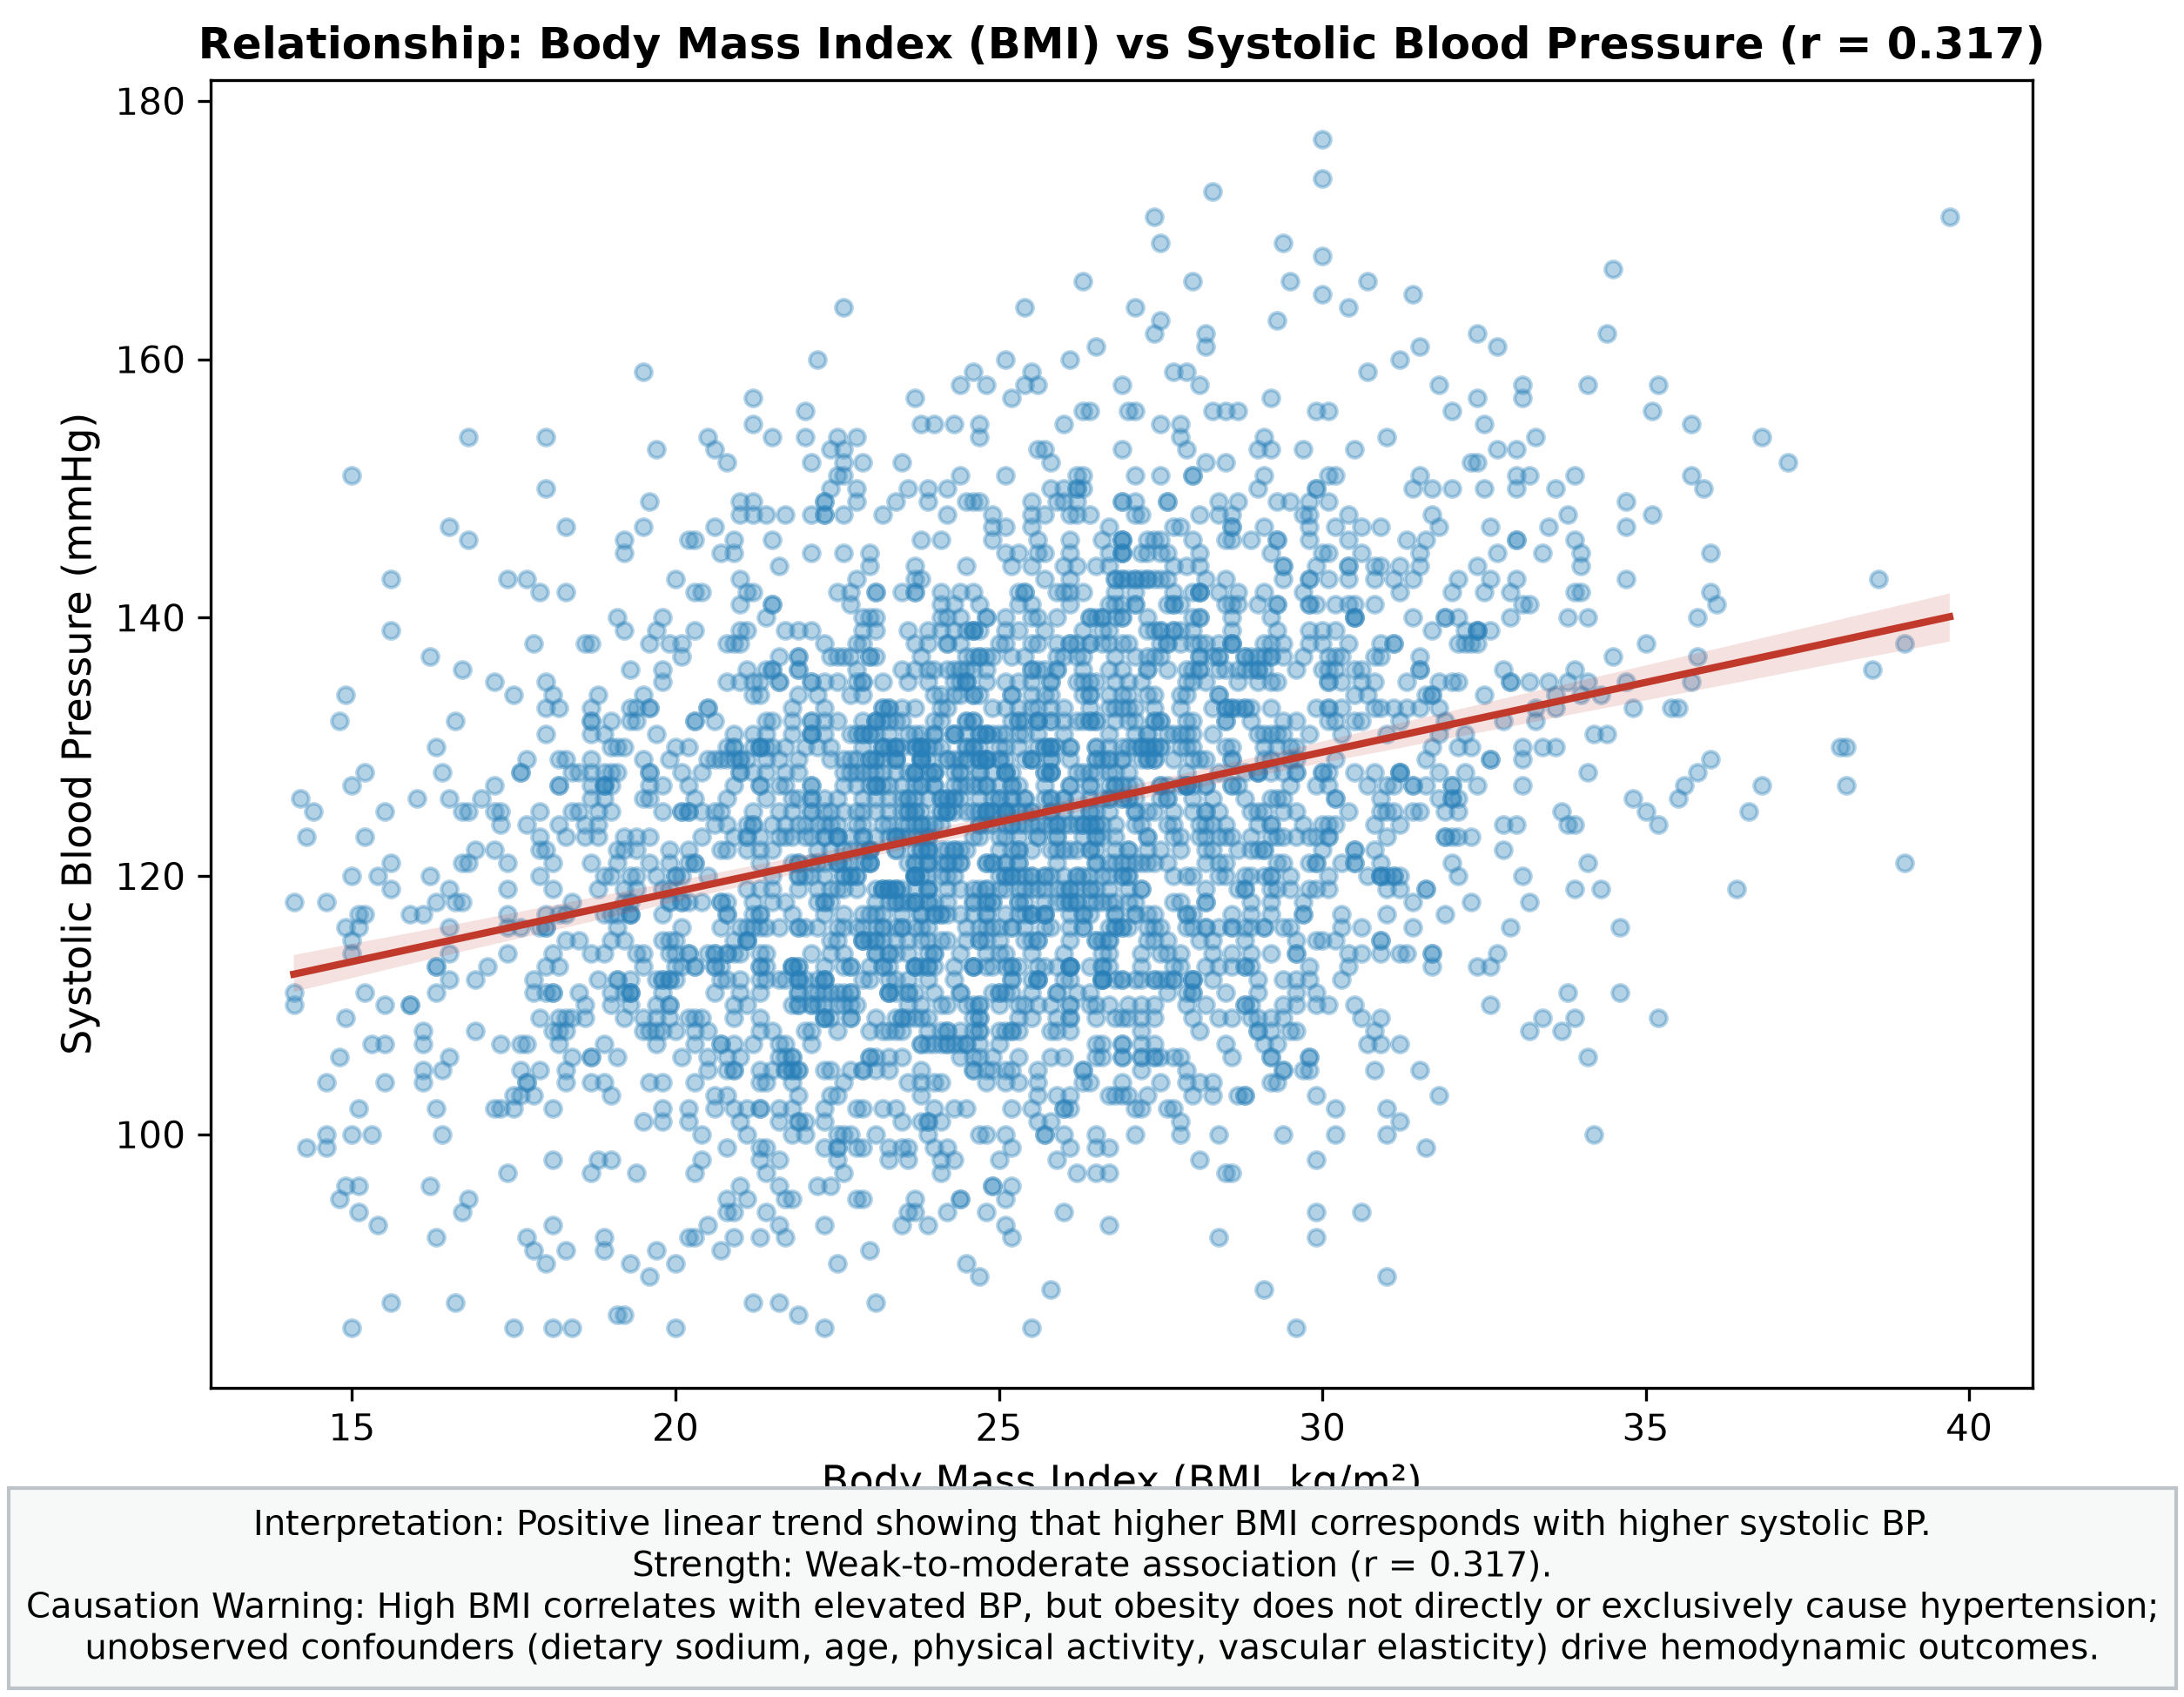 Relationship: Body Mass Index (BMI) vs Systolic Blood Pressure (r = 0.317)
Systolic Blood Pressure (mmHg)
180
160
140
120
100
15
20
25
30
35
40
Body Mass Index (BMI, kg/m²)
Interpretation: Positive linear trend showing that higher BMI corresponds with higher systolic BP.
Strength: Weak-to-moderate association (r = 0.317).
Causation Warning: High BMI correlates with elevated BP, but obesity does not directly or exclusively cause hypertension;
unobserved confounders (dietary sodium, age, physical activity, vascular elasticity) drive hemodynamic outcomes.